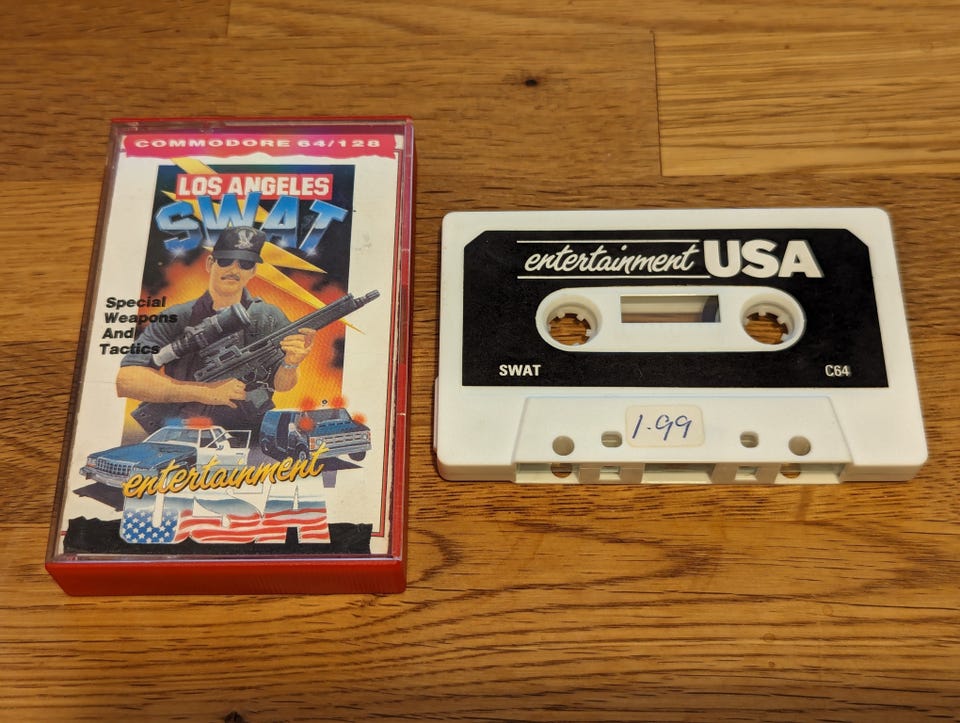 COMMODORE 64/128
LOS ANGELES
SWAT
Special
Weapons
And
Tactics
entertainment
USA
entertainment USA
SWAT
C64
1.99